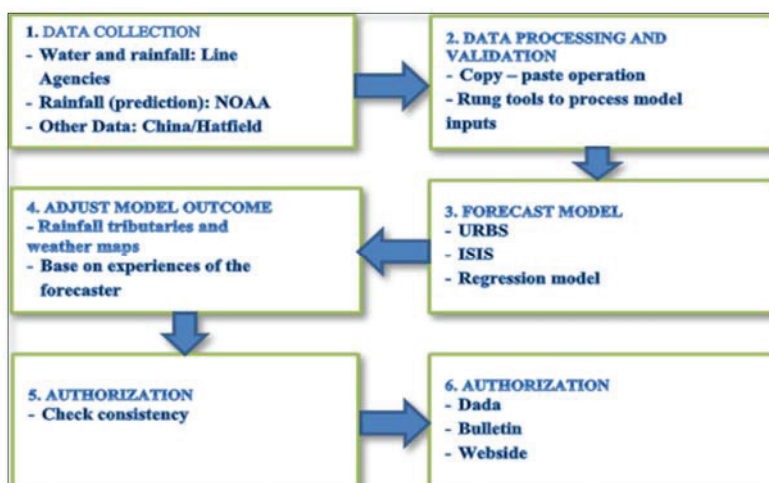 1. DATA COLLECTION
- Water and rainfall: Line
Agencies
- Rainfall (prediction): NOAA
- Other Data: China/Hatfield
2. DATA PROCESSING AND
VALIDATION
- Copy – paste operation
- Rung tools to process model
inputs
3. FORECAST MODEL
- URBS
- ISIS
- Regression model
4. ADJUST MODEL OUTCOME
- Rainfall tributaries and
weather maps
- Base on experiences of the
forecaster
5. AUTHORIZATION
- Check consistency
6. AUTHORIZATION
- Dada
- Bulletin
- Webside